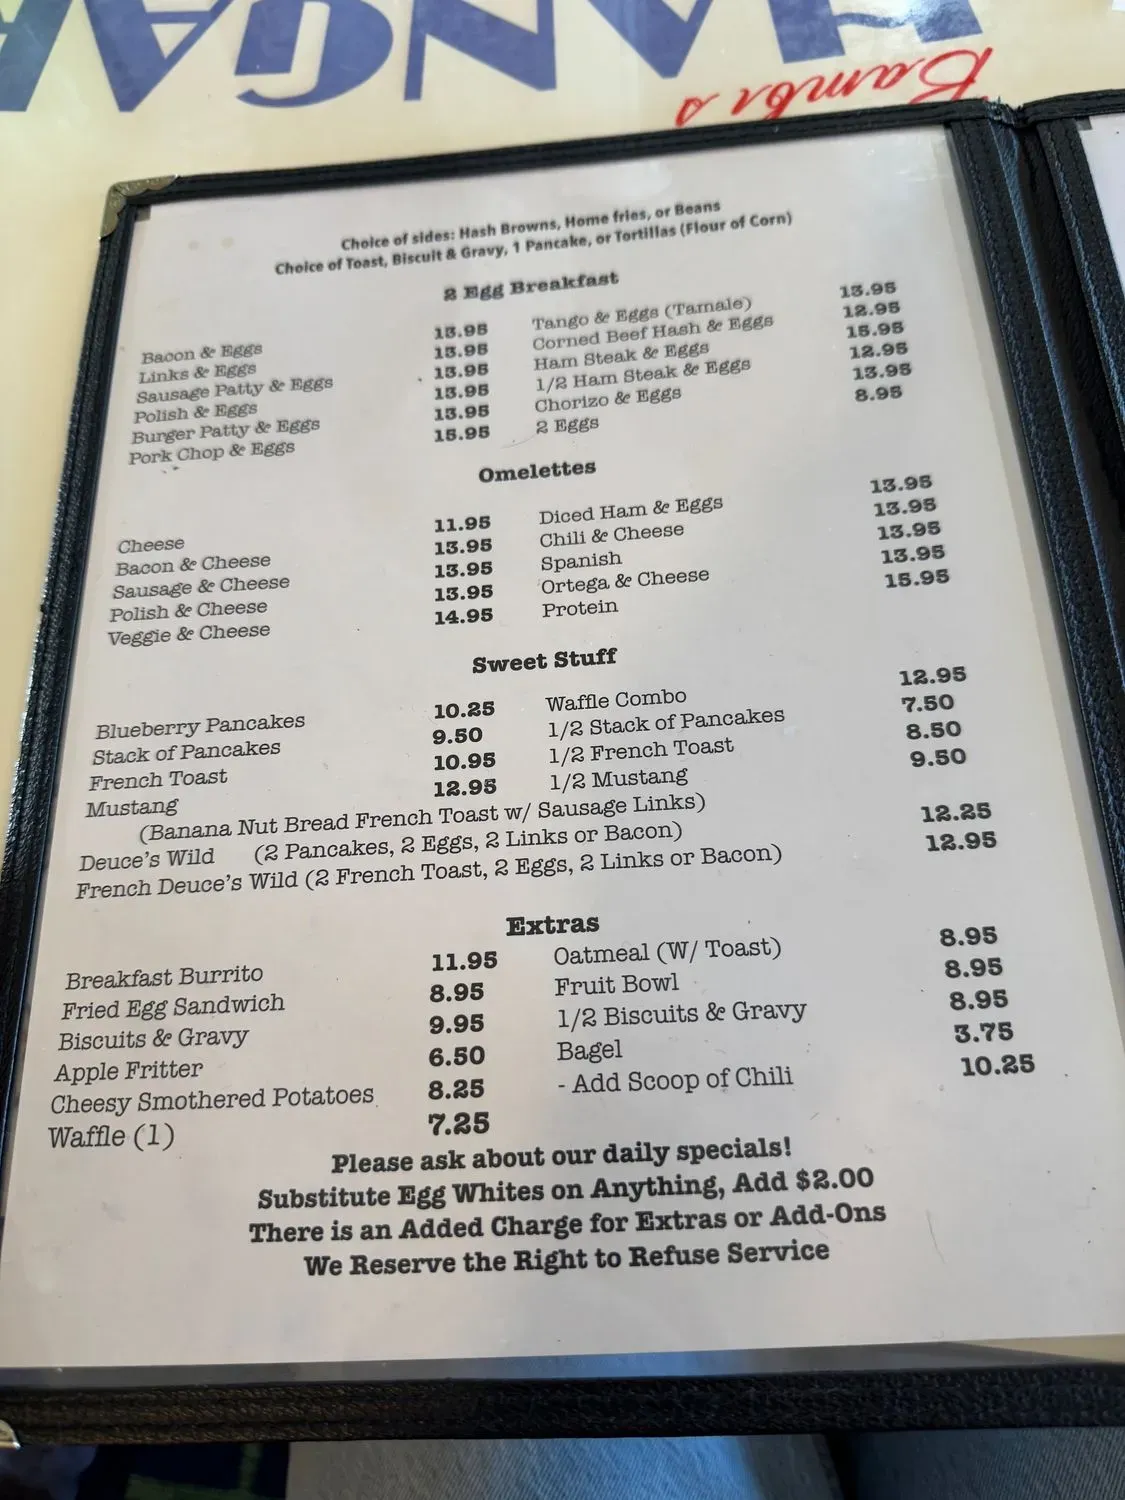 HANGA
Bambi's
Choice of sides: Hash Browns, Home fries, or Beans
Choice of Toast, Biscuit & Gravy, 1 Pancake, or Tortillas (Flour of Corn)
2 Egg Breakfast
Bacon & Eggs 13.95 Tango & Eggs (Tamale) 13.95
Links & Eggs 13.95 Corned Beef Hash & Eggs 12.95
Sausage Patty & Eggs 13.95 Ham Steak & Eggs 15.95
Polish & Eggs 13.95 1/2 Ham Steak & Eggs 12.95
Burger Patty & Eggs 13.95 Chorizo & Eggs 13.95
Pork Chop & Eggs 15.95 2 Eggs 8.95
Omelettes
Cheese 11.95 Diced Ham & Eggs 13.95
Bacon & Cheese 13.95 Chili & Cheese 13.95
Sausage & Cheese 13.95 Spanish 13.95
Polish & Cheese 13.95 Ortega & Cheese 13.95
Veggie & Cheese 14.95 Protein 15.95
Sweet Stuff
Blueberry Pancakes 10.25 Waffle Combo 12.95
Stack of Pancakes 9.50 1/2 Stack of Pancakes 7.50
French Toast 10.95 1/2 French Toast 8.50
Mustang 12.95 1/2 Mustang 9.50
(Banana Nut Bread French Toast w/ Sausage Links)
Deuce's Wild (2 Pancakes, 2 Eggs, 2 Links or Bacon) 12.25
French Deuce's Wild (2 French Toast, 2 Eggs, 2 Links or Bacon) 12.95
Extras
Breakfast Burrito 11.95 Oatmeal (W/ Toast) 8.95
Fried Egg Sandwich 8.95 Fruit Bowl 8.95
Biscuits & Gravy 9.95 1/2 Biscuits & Gravy 8.95
Apple Fritter 6.50 Bagel 3.75
Cheesy Smothered Potatoes 8.25 - Add Scoop of Chili 10.25
Waffle (1) 7.25
Please ask about our daily specials!
Substitute Egg Whites on Anything, Add $2.00
There is an Added Charge for Extras or Add-Ons
We Reserve the Right to Refuse Service